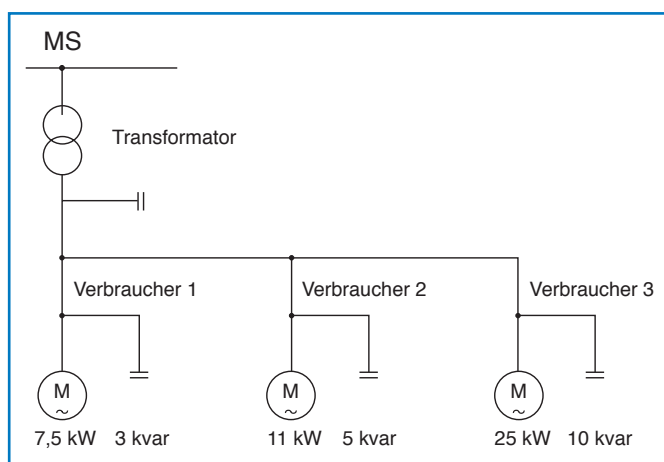 MS
Transformator
Verbraucher 1 Verbraucher 2 Verbraucher 3
M M M
~ ~ ~
7,5 kW 3 kvar 11 kW 5 kvar 25 kW 10 kvar